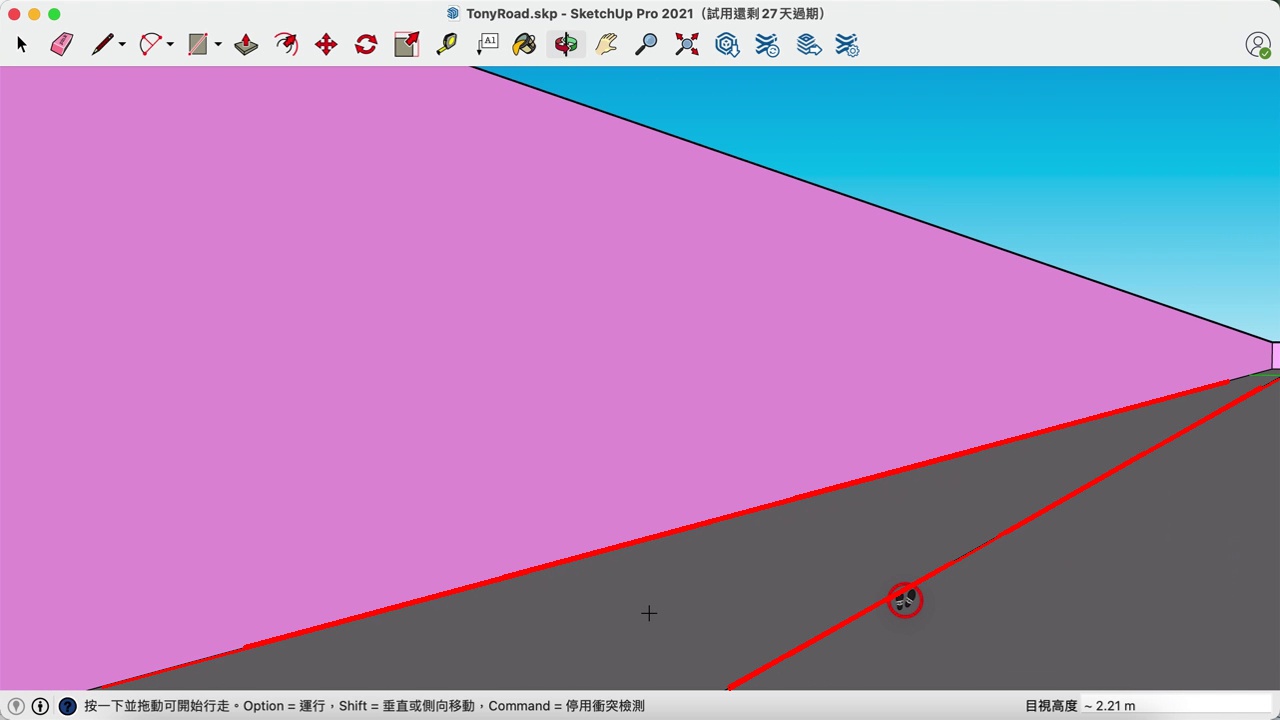 TonyRoad.skp - SketchUp Pro 2021（試用還剩 27 天過期）
A1
按一下並拖動可開始行走。Option = 運行，Shift = 垂直或側向移動，Command = 停用衝突檢測
目視高度 ~ 2.21 m